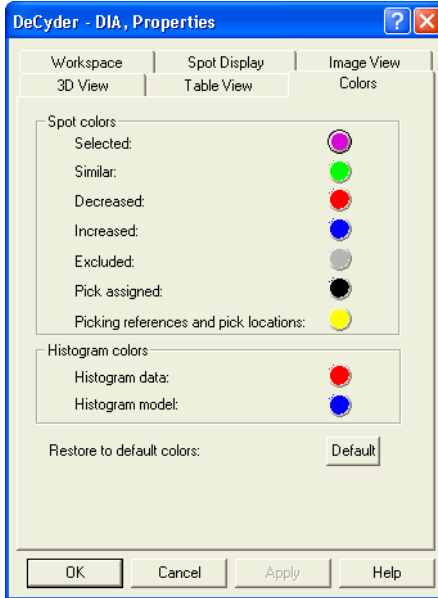 DeCyder - DIA, Properties
Workspace Spot Display Image View
3D View Table View Colors
Spot colors
Selected:
Similar:
Decreased:
Increased:
Excluded:
Pick assigned:
Picking references and pick locations:
Histogram colors
Histogram data:
Histogram model:
Restore to default colors: Default
OK Cancel Apply Help